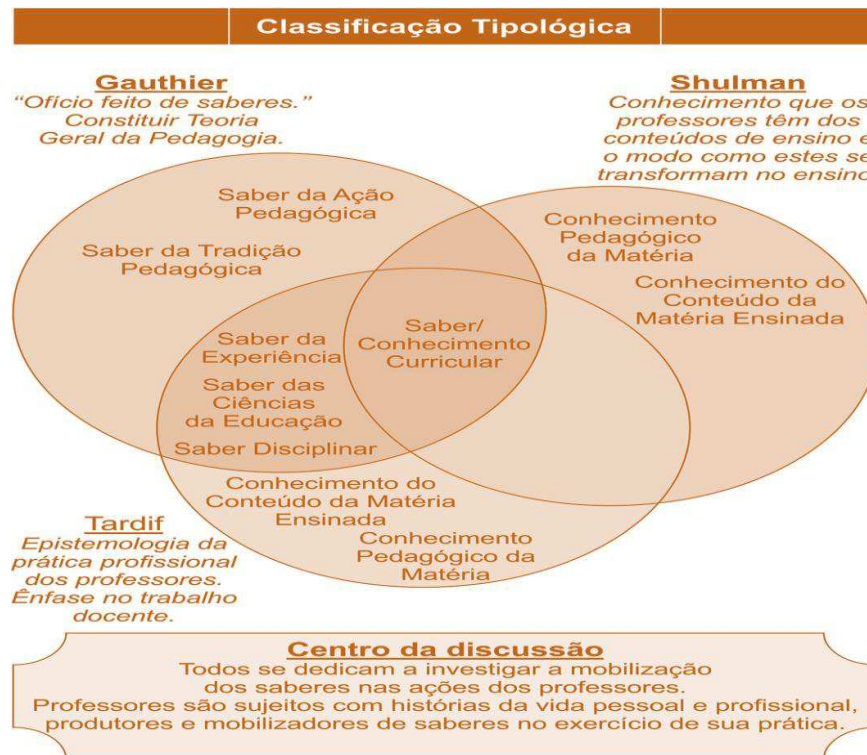 Classificação Tipológica
Gauthier
“Ofício feito de saberes.”
Constituir Teoria
Geral da Pedagogia.
Shulman
Conhecimento que os
professores têm dos
conteúdos de ensino e
o modo como estes se
transformam no ensino
Saber da Ação
Pedagógica
Saber da Tradição
Pedagógica
Conhecimento
Pedagógico
da Matéria
Conhecimento do
Conteúdo da
Matéria Ensinada
Saber da
Experiência
Saber das
Ciências
da Educação
Saber Disciplinar
Saber/
Conhecimento
Curricular
Conhecimento do
Conteúdo da Matéria
Ensinada
Conhecimento
Pedagógico da
Matéria
Tardif
Epistemologia da
prática profissional
dos professores.
Ênfase no trabalho
docente.
Centro da discussão
Todos se dedicam a investigar a mobilização
dos saberes nas ações dos professores.
Professores são sujeitos com histórias da vida pessoal e profissional,
produtores e mobilizadores de saberes no exercício de sua prática.